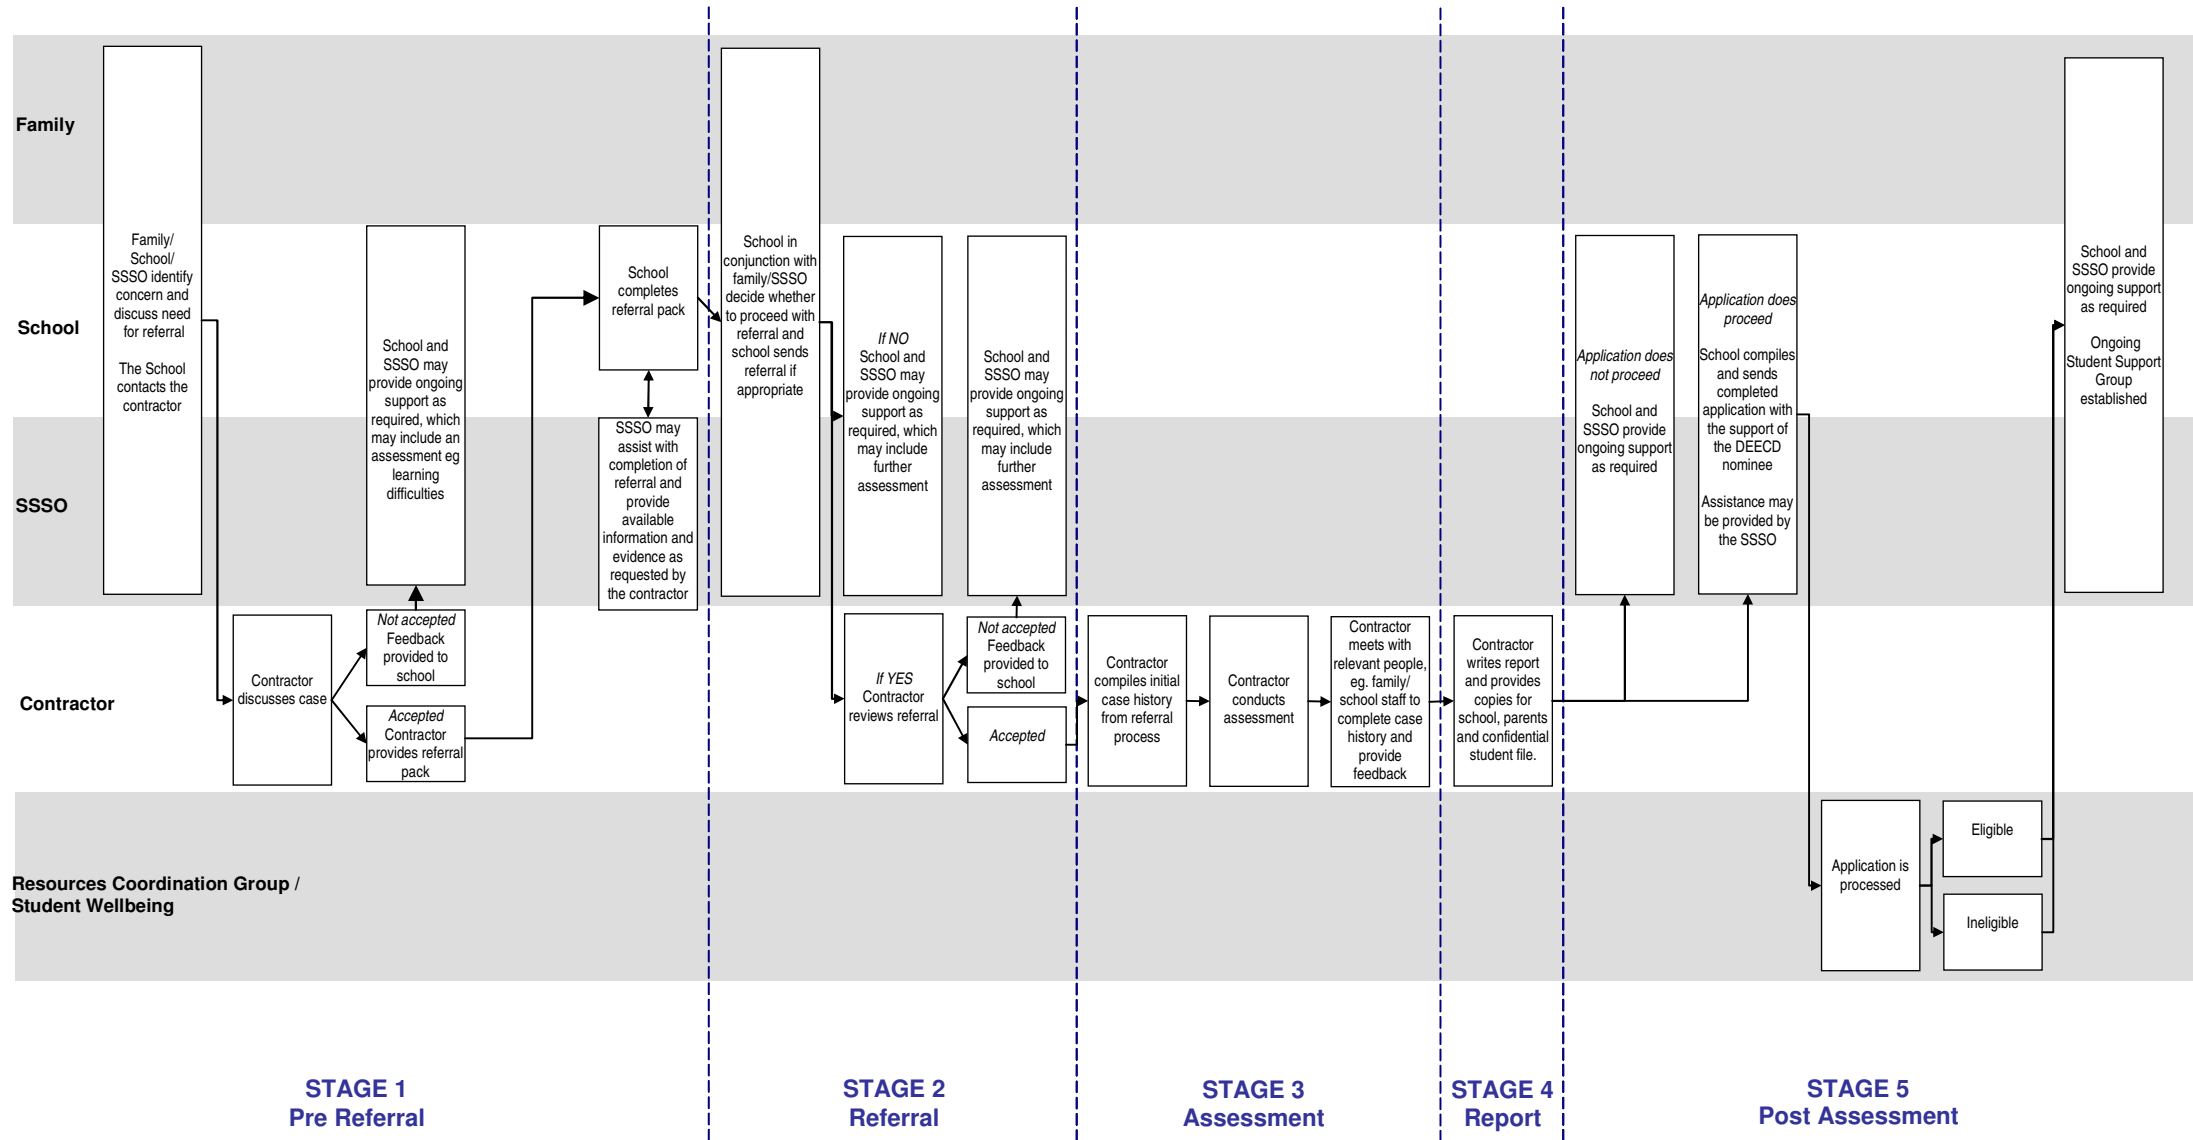 Family
School
SSSO
Contractor
Resources Coordination Group /
Student Wellbeing
Family/
School/
SSSO identify
concern and
discuss need
for referral
The School
contacts the
contractor
Contractor
discusses case
School and
SSSO may
provide ongoing
support as
required, which
may include an
assessment eg
learning
difficulties
Not accepted
Feedback
provided to
school
Accepted
Contractor
provides referral
pack
School
completes
referral pack
SSSO may
assist with
completion of
referral and
provide
available
information and
evidence as
requested by
the contractor
School in
conjunction with
family/SSSO
decide whether
to proceed with
referral and
school sends
referral if
appropriate
If NO
School and
SSSO may
provide ongoing
support as
required, which
may include
further
assessment
If YES
Contractor
reviews referral
School and
SSSO may
provide ongoing
support as
required, which
may include
further
assessment
Not accepted
Feedback
provided to
school
Accepted
Contractor
compiles initial
case history
from referral
process
Contractor
conducts
assessment
Contractor
meets with
relevant people,
eg. family/
school staff to
complete case
history and
provide
feedback
Contractor
writes report
and provides
copies for
school, parents
and confidential
student file.
Application does
not proceed
School and
SSSO provide
ongoing support
as required
Application does
proceed
School compiles
and sends
completed
application with
the support of
the DEECD
nominee
Assistance may
be provided by
the SSSO
Application is
processed
Eligible
Ineligible
School and
SSSO provide
ongoing support
as required
Ongoing
Student Support
Group
established
STAGE 1
Pre Referral
STAGE 2
Referral
STAGE 3
Assessment
STAGE 4
Report
STAGE 5
Post Assessment